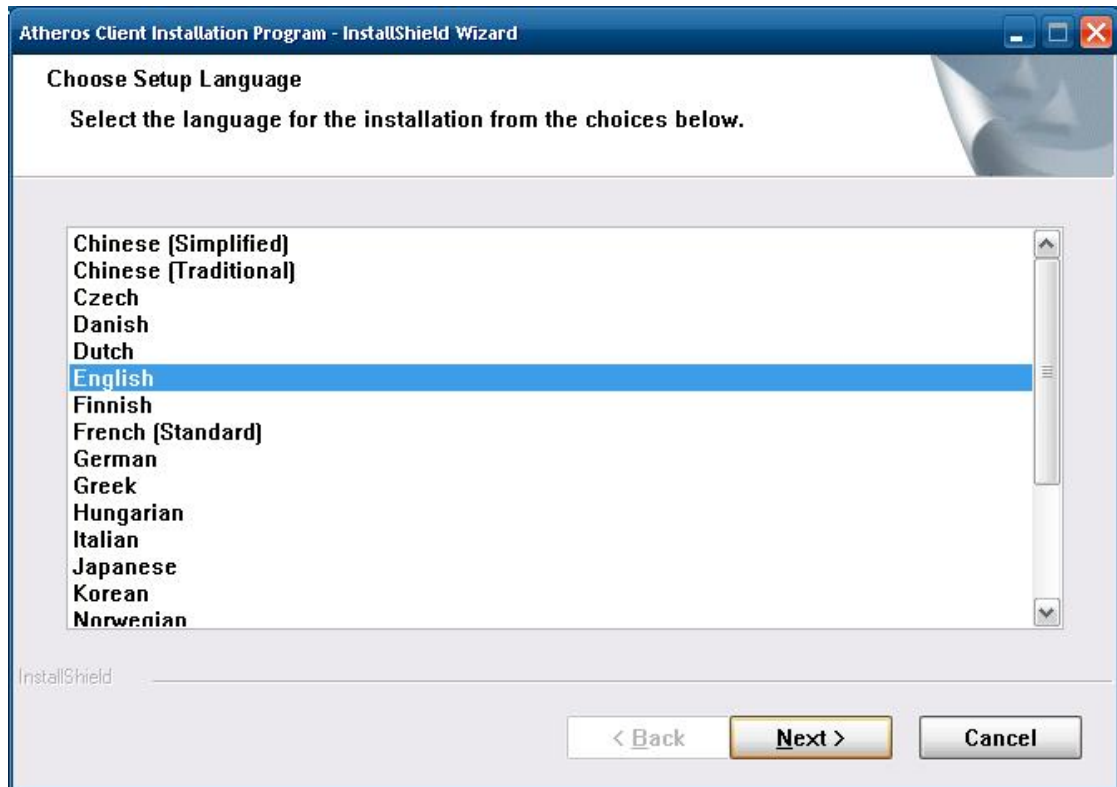 Atheros Client Installation Program - InstallShield Wizard
Choose Setup Language
Select the language for the installation from the choices below.
Chinese (Simplified)
Chinese (Traditional)
Czech
Danish
Dutch
English
Finnish
French (Standard)
German
Greek
Hungarian
Italian
Japanese
Korean
Norwegian
InstallShield
< Back
Next >
Cancel